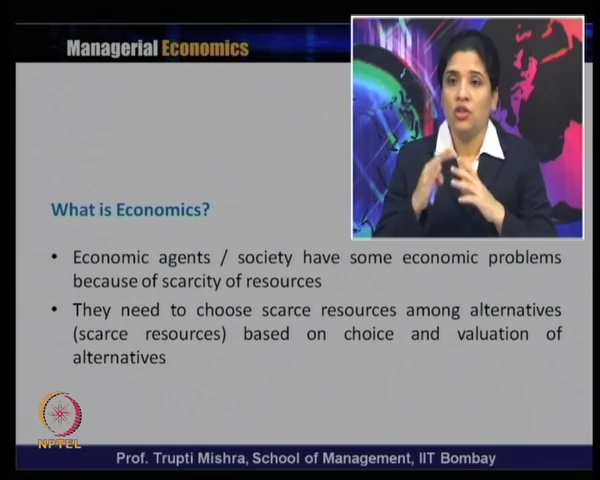 Managerial Economics
What is Economics?
• Economic agents / society have some economic problems
because of scarcity of resources
• They need to choose scarce resources among alternatives
(scarce resources) based on choice and valuation of
alternatives
NPTEL
Prof. Trupti Mishra, School of Management, IIT Bombay